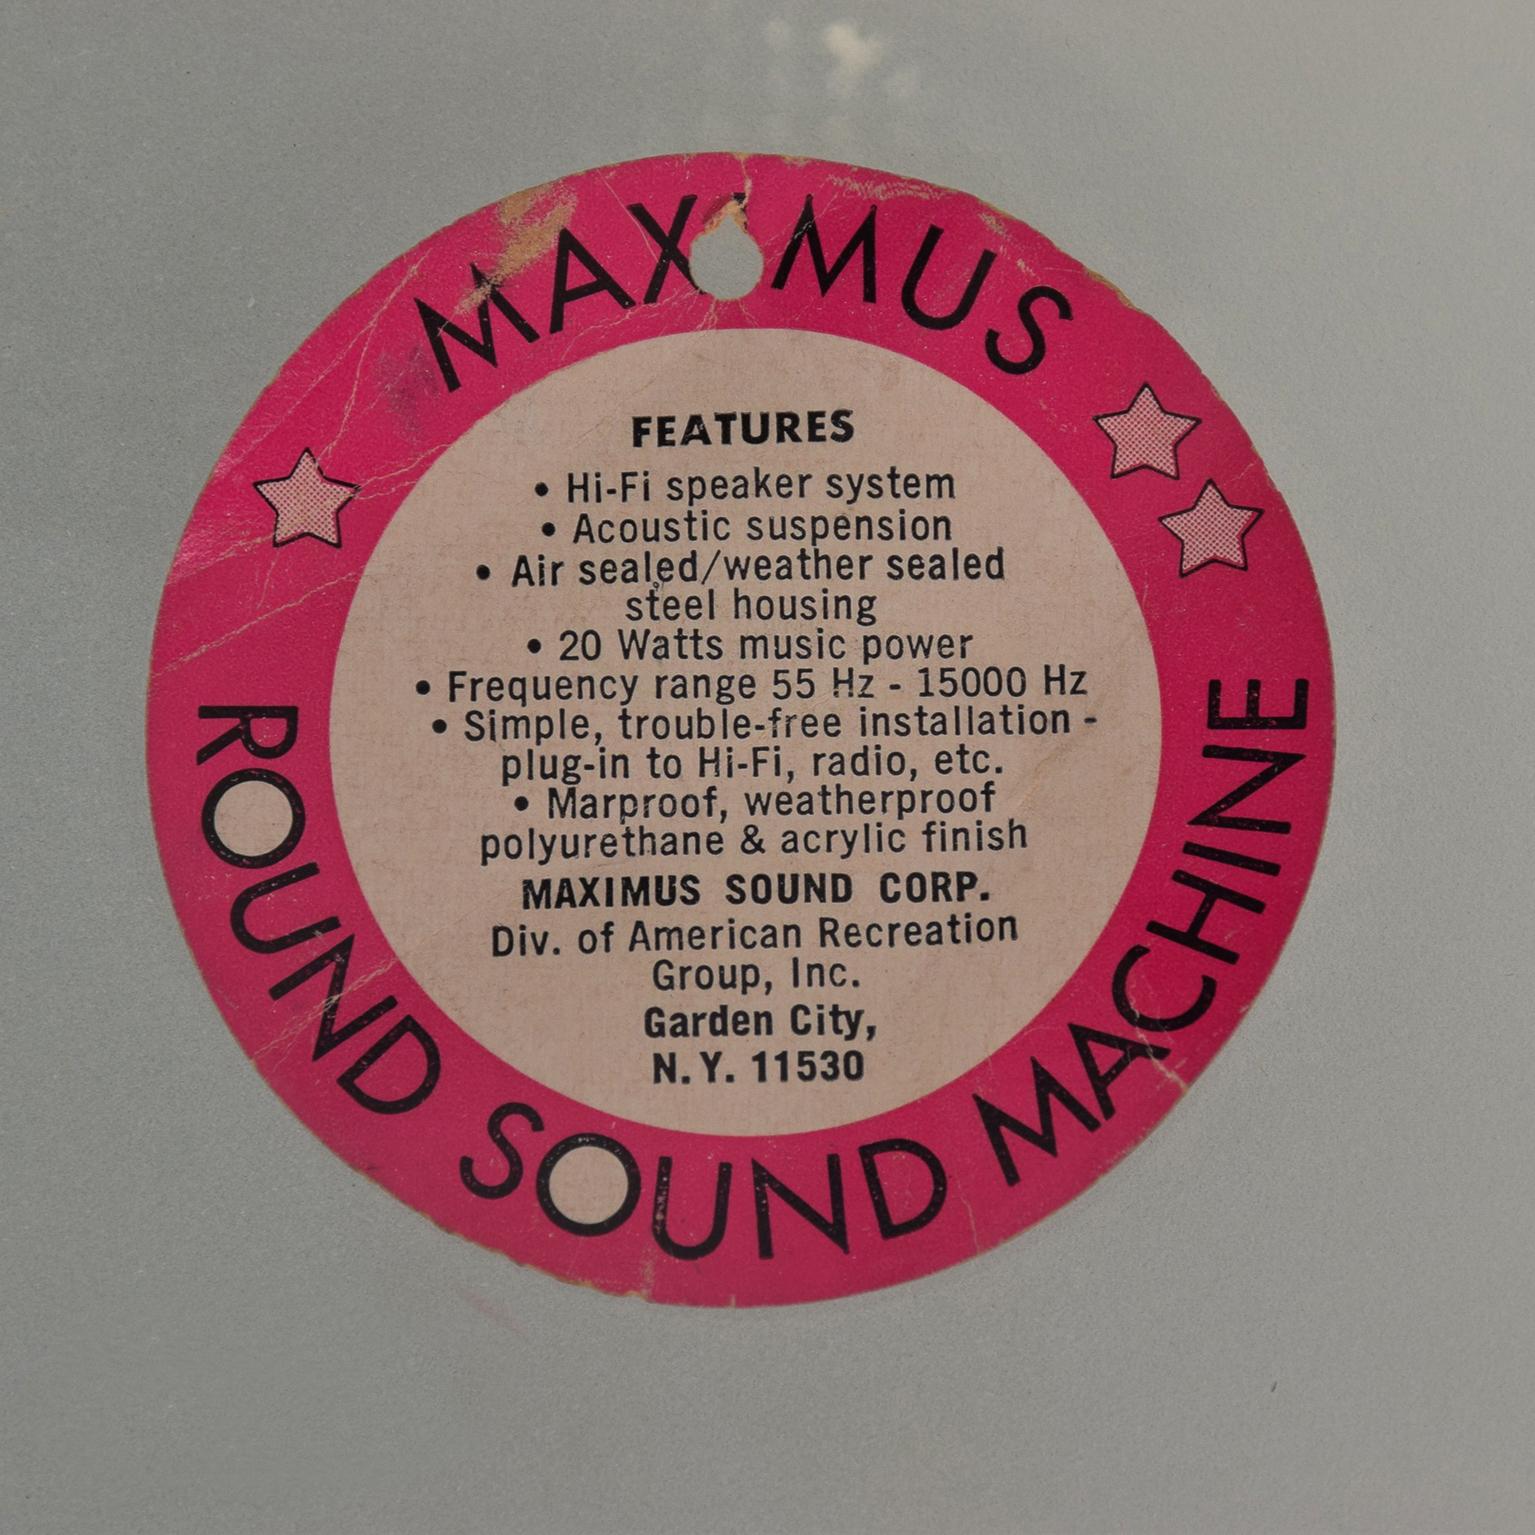 MAXIMUS
FEATURES
• Hi-Fi speaker system
• Acoustic suspension
• Air sealed/weather sealed
steel housing
• 20 Watts music power
• Frequency range 55 Hz - 15000 Hz
• Simple, trouble-free installation -
plug-in to Hi-Fi, radio, etc.
• Marproof, weatherproof
polyurethane & acrylic finish
MAXIMUS SOUND CORP.
Div. of American Recreation
Group, Inc.
Garden City,
N.Y. 11530
ROUND SOUND MACHINE